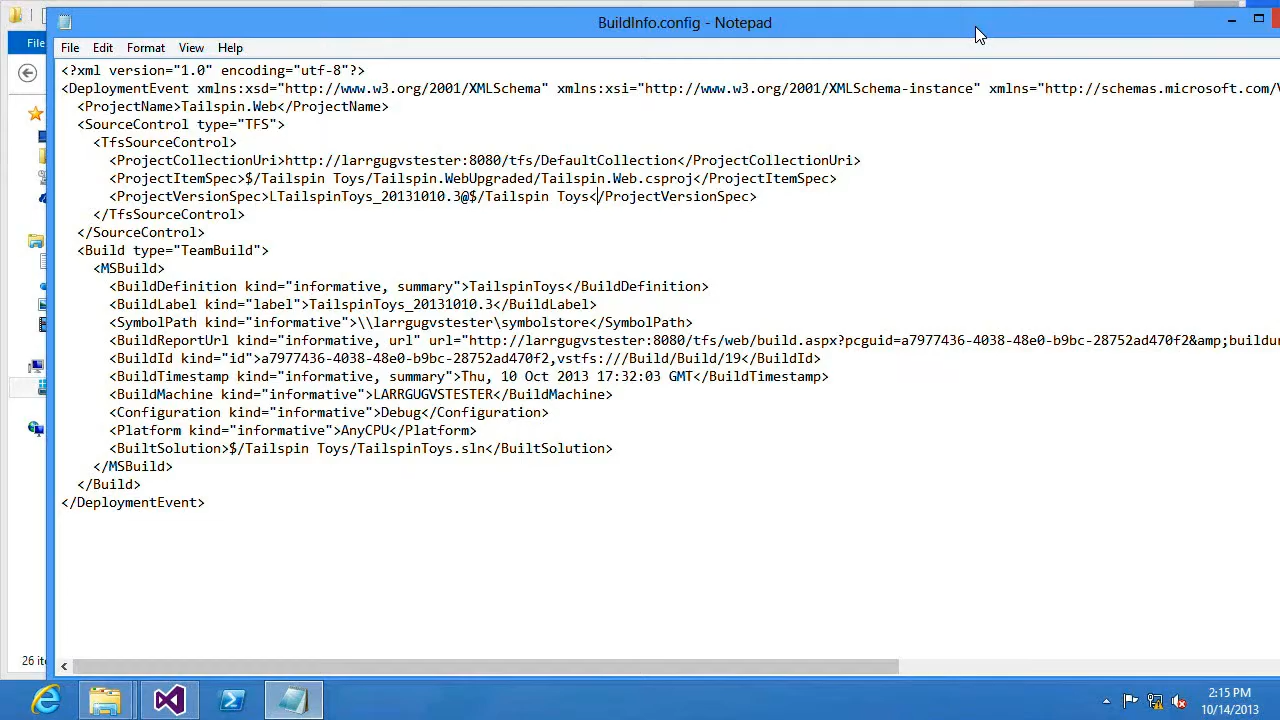 File
BuildInfo.config - Notepad
File Edit Format View Help
<?xml version="1.0" encoding="utf-8"?>
<DeploymentEvent xmlns:xsd="http://www.w3.org/2001/XMLSchema" xmlns:xsi="http://www.w3.org/2001/XMLSchema-instance" xmlns="http://schemas.microsoft.com/V
<ProjectName>Tailspin.Web</ProjectName>
<SourceControl type="TFS">
<TfsSourceControl>
<ProjectCollectionUri>http://larrgugvstester:8080/tfs/DefaultCollection</ProjectCollectionUri>
<ProjectItemSpec>$/Tailspin Toys/Tailspin.WebUpgraded/Tailspin.Web.csproj</ProjectItemSpec>
<ProjectVersionSpec>LTailspinToys_20131010.3@$/Tailspin Toys</ProjectVersionSpec>
</TfsSourceControl>
</SourceControl>
<Build type="TeamBuild">
<MSBuild>
<BuildDefinition kind="informative, summary">TailspinToys</BuildDefinition>
<BuildLabel kind="label">TailspinToys_20131010.3</BuildLabel>
<SymbolPath kind="informative">\\larrgugvstester\symbolstore</SymbolPath>
<BuildReportUrl kind="informative, url" url="http://larrgugvstester:8080/tfs/web/build.aspx?pcguid=a7977436-4038-48e0-b9bc-28752ad470f2&amp;buildur
<BuildId kind="id">a7977436-4038-48e0-b9bc-28752ad470f2,vstfs:///Build/Build/19</BuildId>
<BuildTimestamp kind="informative, summary">Thu, 10 Oct 2013 17:32:03 GMT</BuildTimestamp>
<BuildMachine kind="informative">LARRGUGVSTESTER</BuildMachine>
<Configuration kind="informative">Debug</Configuration>
<Platform kind="informative">AnyCPU</Platform>
<BuiltSolution>$/Tailspin Toys/TailspinToys.sln</BuiltSolution>
</MSBuild>
</Build>
</DeploymentEvent>
26 ite
2:15 PM
10/14/2013